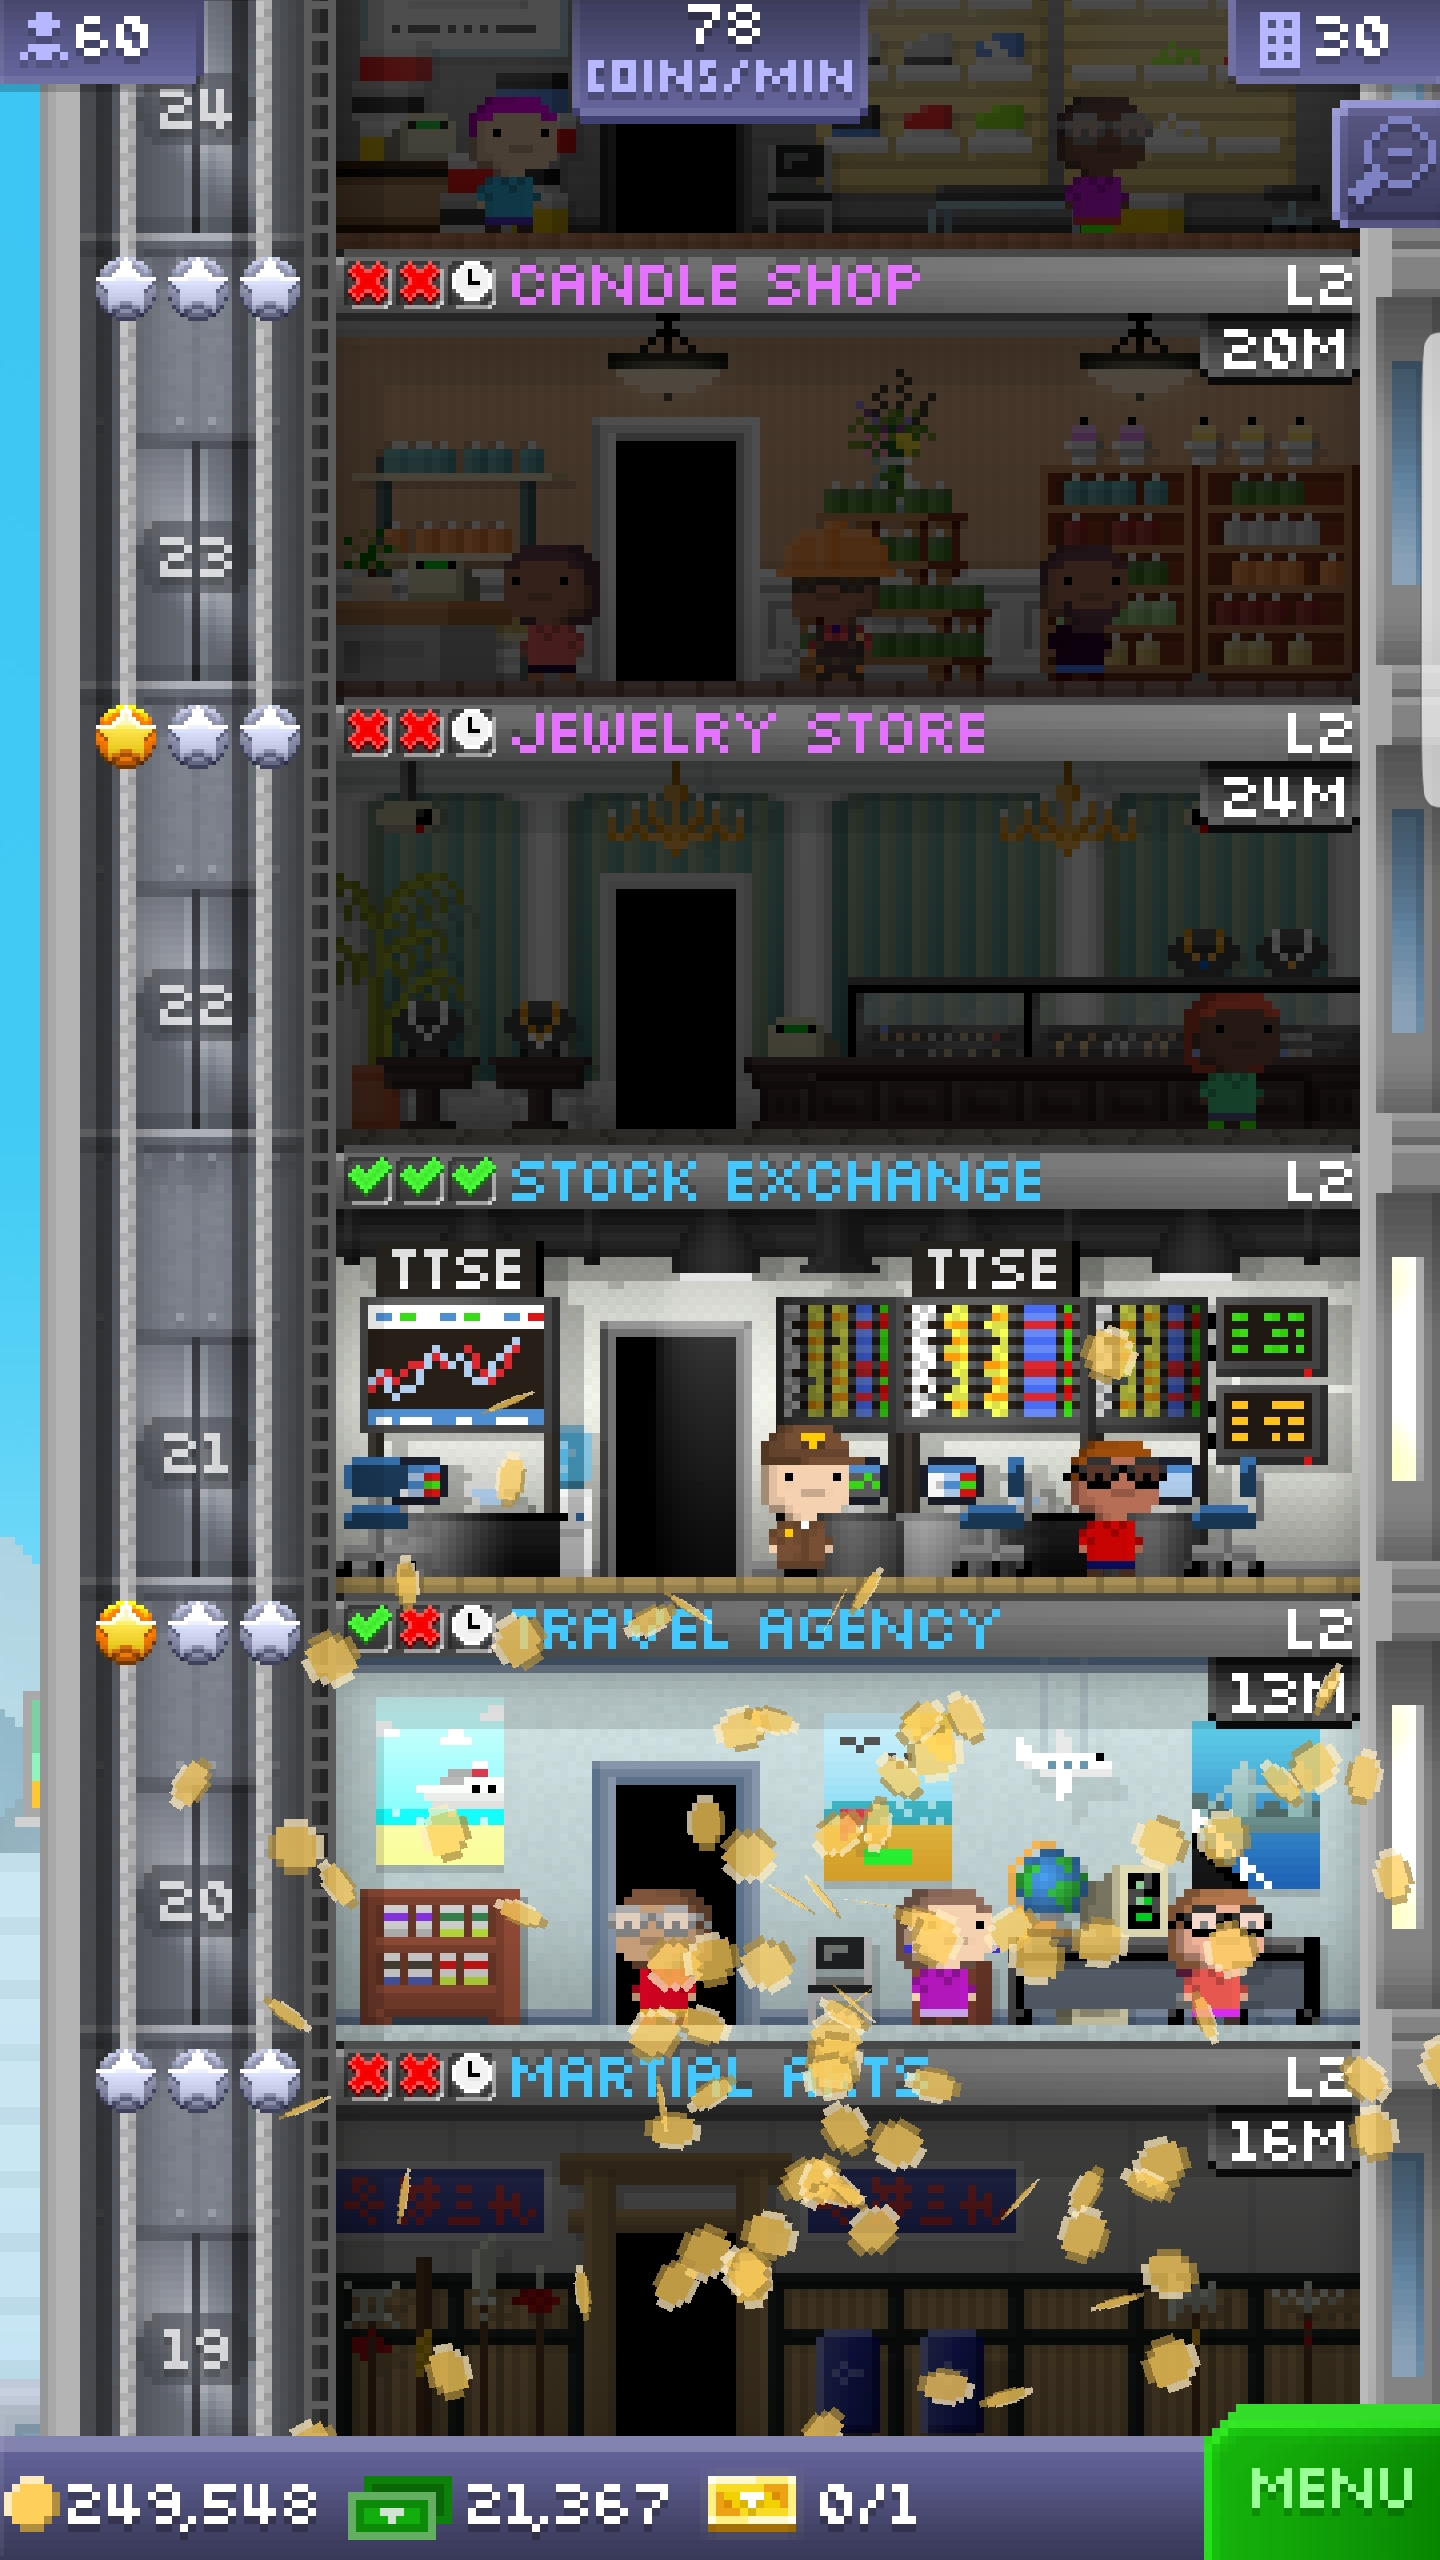 60
78
COINS/MIN
30
24
CANDLE SHOP L2
20M
23
JEWELRY STORE L2
24M
22
STOCK EXCHANGE L2
TTSE TTSE
21
TRAVEL AGENCY L2
13M
20
MARTIAL ARTS L2
16M
19
249,548 21,367 0/1
MENU